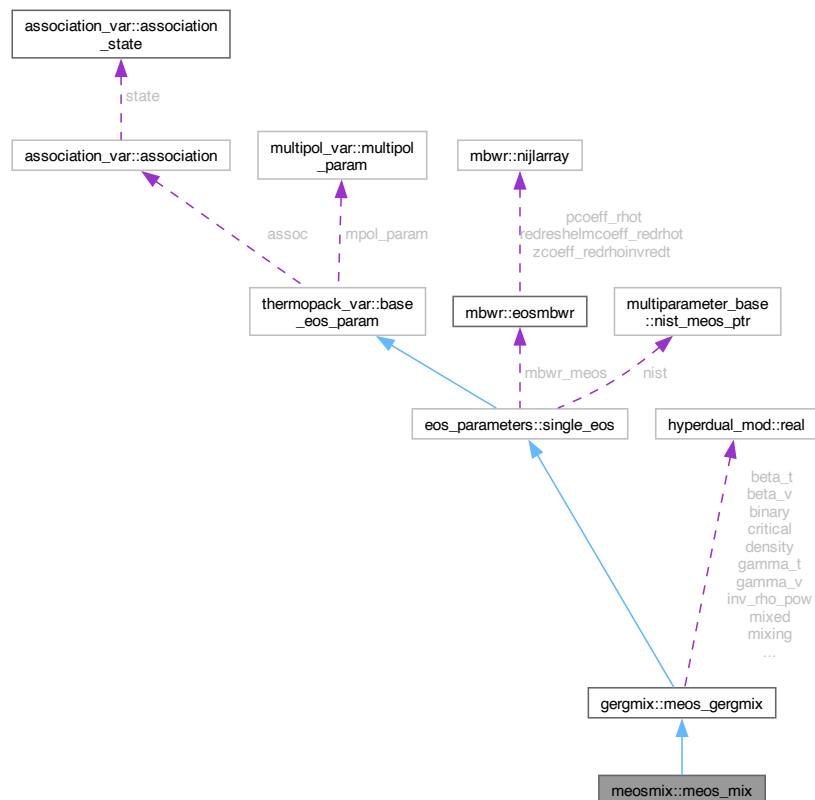 association_var::association
_state
state
association_var::association
multipol_var::multipol
_param
mbwr::nijlarray
assoc
mpol_param
pcoeff_rhot
redreshelmcoeff_redrhot
zcoeff_redrhoinvredt
thermopack_var::base
_eos_param
mbwr::eosmbwr
multiparameter_base
::nist_meos_ptr
mbwr_meos
nist
eos_parameters::single_eos
hyperdual_mod::real
beta_t
beta_v
binary
critical
density
gamma_t
gamma_v
inv_rho_pow
mixed
mixing
...
gergmix::meos_gergmix
meosmix::meos_mix